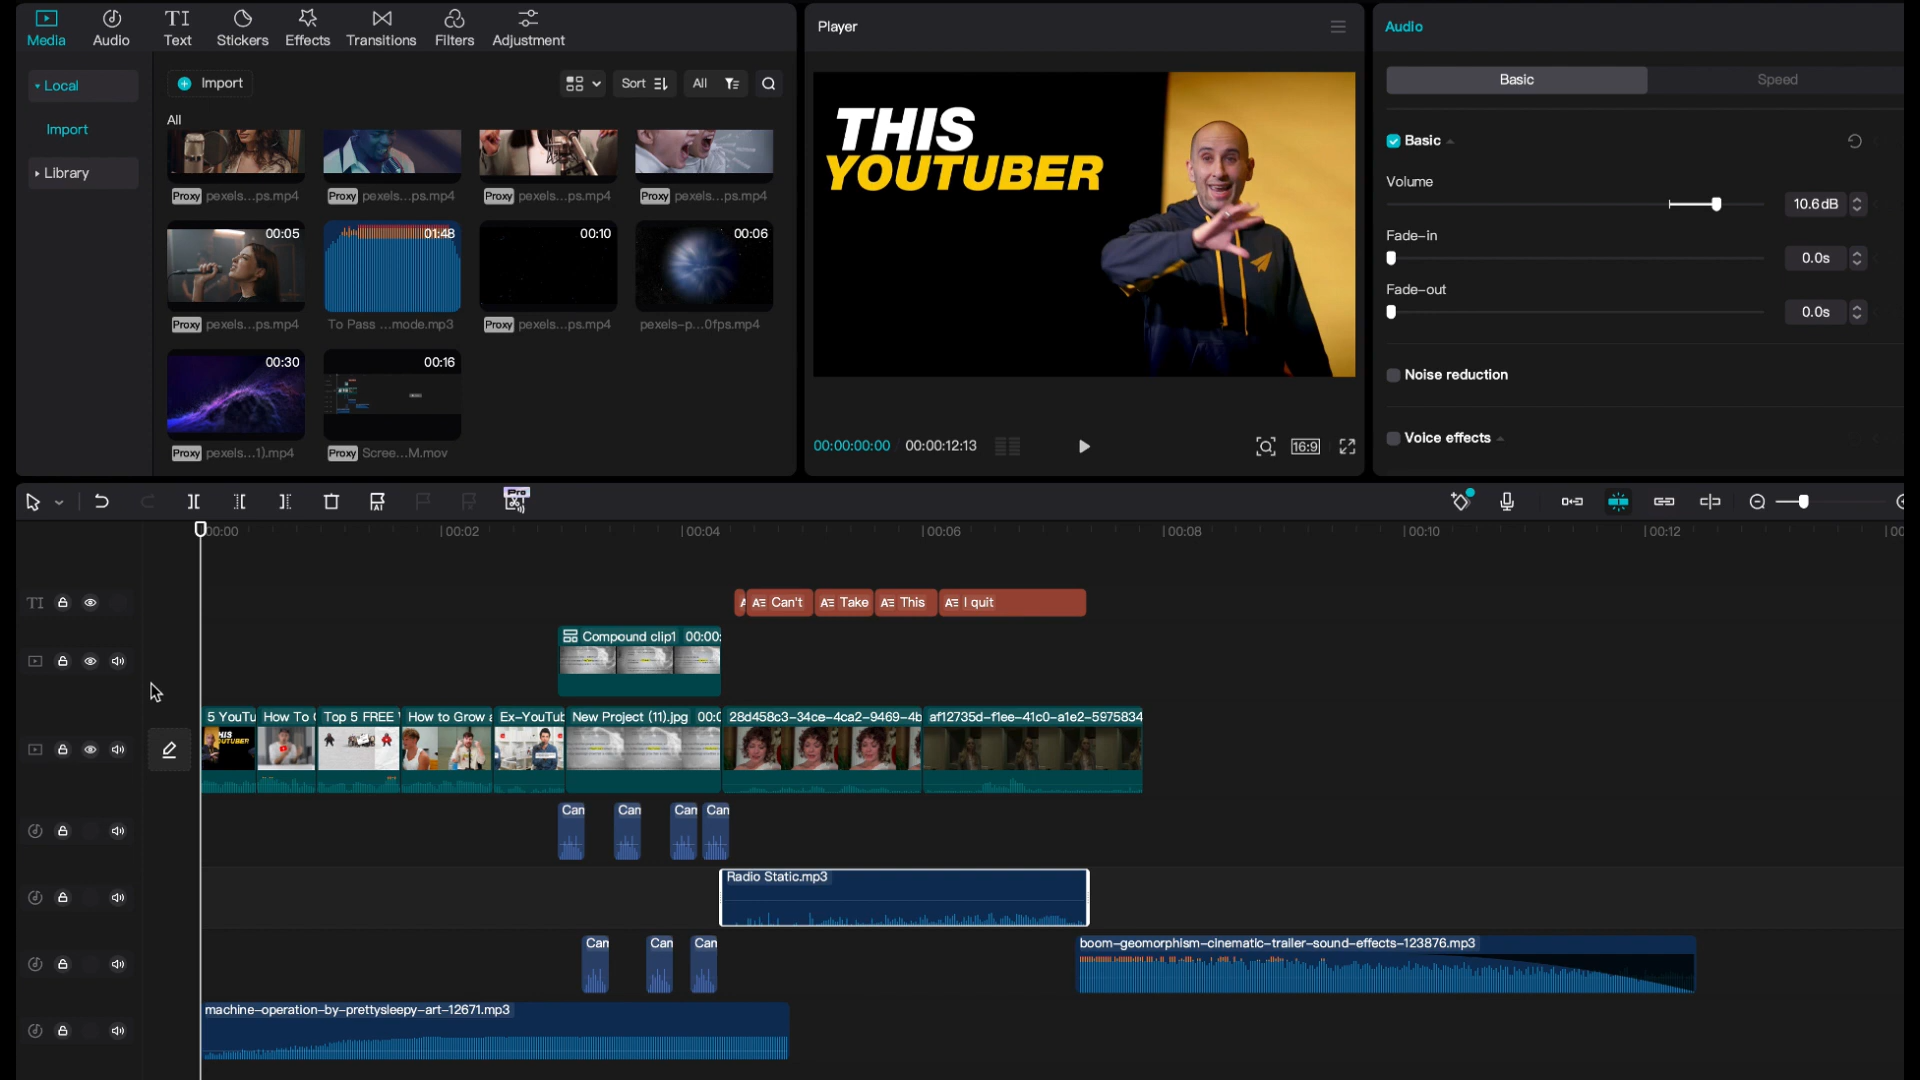 Media
Audio
Text
Stickers
Effects
Transitions
Filters
Adjustment
Local
Import
Library
Import
Sort
All
All
Proxy pexels...ps.mp4
Proxy pexels...ps.mp4
Proxy pexels...ps.mp4
Proxy pexels...ps.mp4
00:05
01:48
00:10
00:06
Proxy pexels...ps.mp4
To Pass ...mode.mp3
Proxy pexels...ps.mp4
pexels-p...0fps.mp4
00:30
00:16
Proxy pexels...1).mp4
Proxy Scree...M.mov
Player
THIS
YOUTUBER
00:00:00:00
00:00:12:13
16:9
Audio
Basic
Speed
Basic
Volume
10.6dB
Fade-in
0.0s
Fade-out
0.0s
Noise reduction
Voice effects
Pro
00:00
00:02
00:04
00:06
00:08
00:10
00:12
00
TI
Can't
Take
This
I quit
Compound clip1 00:00:
5 YouTu
How To
Top 5 FREE
How to Grow
Ex-YouTub
New Project (11).jpg 00:0
28d458c3-34ce-4ca2-9469-4b
af12735d-f1ee-41c0-a1e2-5975834
Can
Can
Can
Can
Radio Static.mp3
Can
Can
Can
boom-geomorphism-cinematic-trailer-sound-effects-123876.mp3
machine-operation-by-prettysleepy-art-12671.mp3